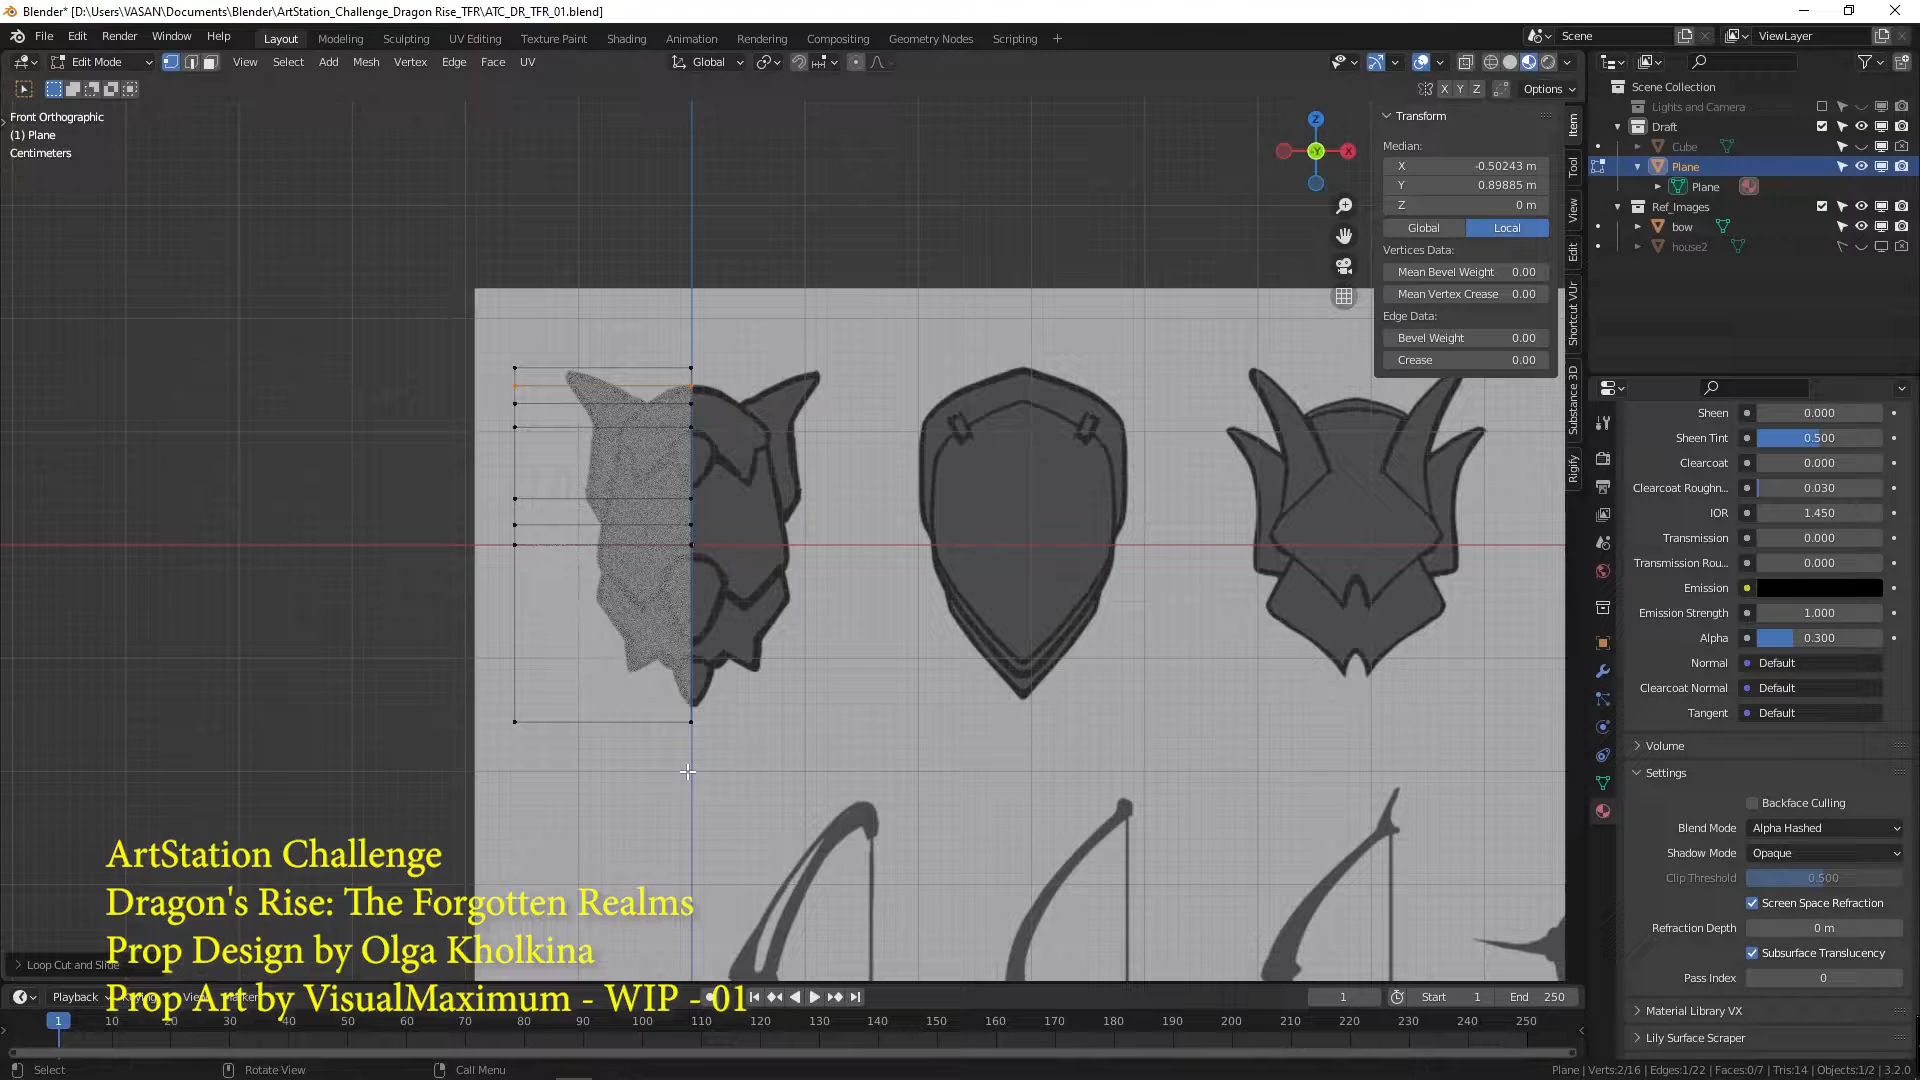 Blender* [D:\Users\VASAN\Documents\Blender\ArtStation_Challenge_Dragon Rise_TFR\ATC_DR_TFR_01.blend]
File Edit Render Window Help
Layout Modeling Sculpting UV Editing Texture Paint Shading Animation Rendering Compositing Geometry Nodes Scripting +
Scene
ViewLayer
Edit Mode View Select Add Mesh Vertex Edge Face UV
Global
X Y Z Options
Front Orthographic
(1) Plane
Centimeters
Z
-Y
X
Transform
Median:
X -0.50243 m
Y 0.89885 m
Z 0 m
Global Local
Vertices Data:
Mean Bevel Weight 0.00
Mean Vertex Crease 0.00
Edge Data:
Bevel Weight 0.00
Crease 0.00
Item
Tool
View
Edit
Shortcut VUr
Substance 3D
Rigify
Scene Collection
Lights and Camera
Draft
Cube
Plane
Plane
Ref_Images
bow
house2
Sheen 0.000
Sheen Tint 0.500
Clearcoat 0.000
Clearcoat Roughn... 0.030
IOR 1.450
Transmission 0.000
Transmission Rou... 0.000
Emission
Emission Strength 1.000
Alpha 0.300
Normal Default
Clearcoat Normal Default
Tangent Default
Volume
Settings
Backface Culling
Blend Mode Alpha Hashed
Shadow Mode Opaque
Clip Threshold 0.500
Screen Space Refraction
Refraction Depth 0 m
Subsurface Translucency
Pass Index 0
Material Library VX
Lily Surface Scraper
ArtStation Challenge
Dragon's Rise: The Forgotten Realms
Prop Design by Olga Kholkina
Prop Art by VisualMaximum - WIP - 01
Loop Cut and Slide
Playback View
1 Start 1 End 250
1 10 20 30 40 50 60 70 80 90 100 110 120 130 140 150 160 170 180 190 200 210 220 230 240 250
Select Rotate View Call Menu
Plane | Verts:2/16 | Edges:1/22 | Faces:0/7 | Tris:14 | Objects:1/2 | 3.2.0